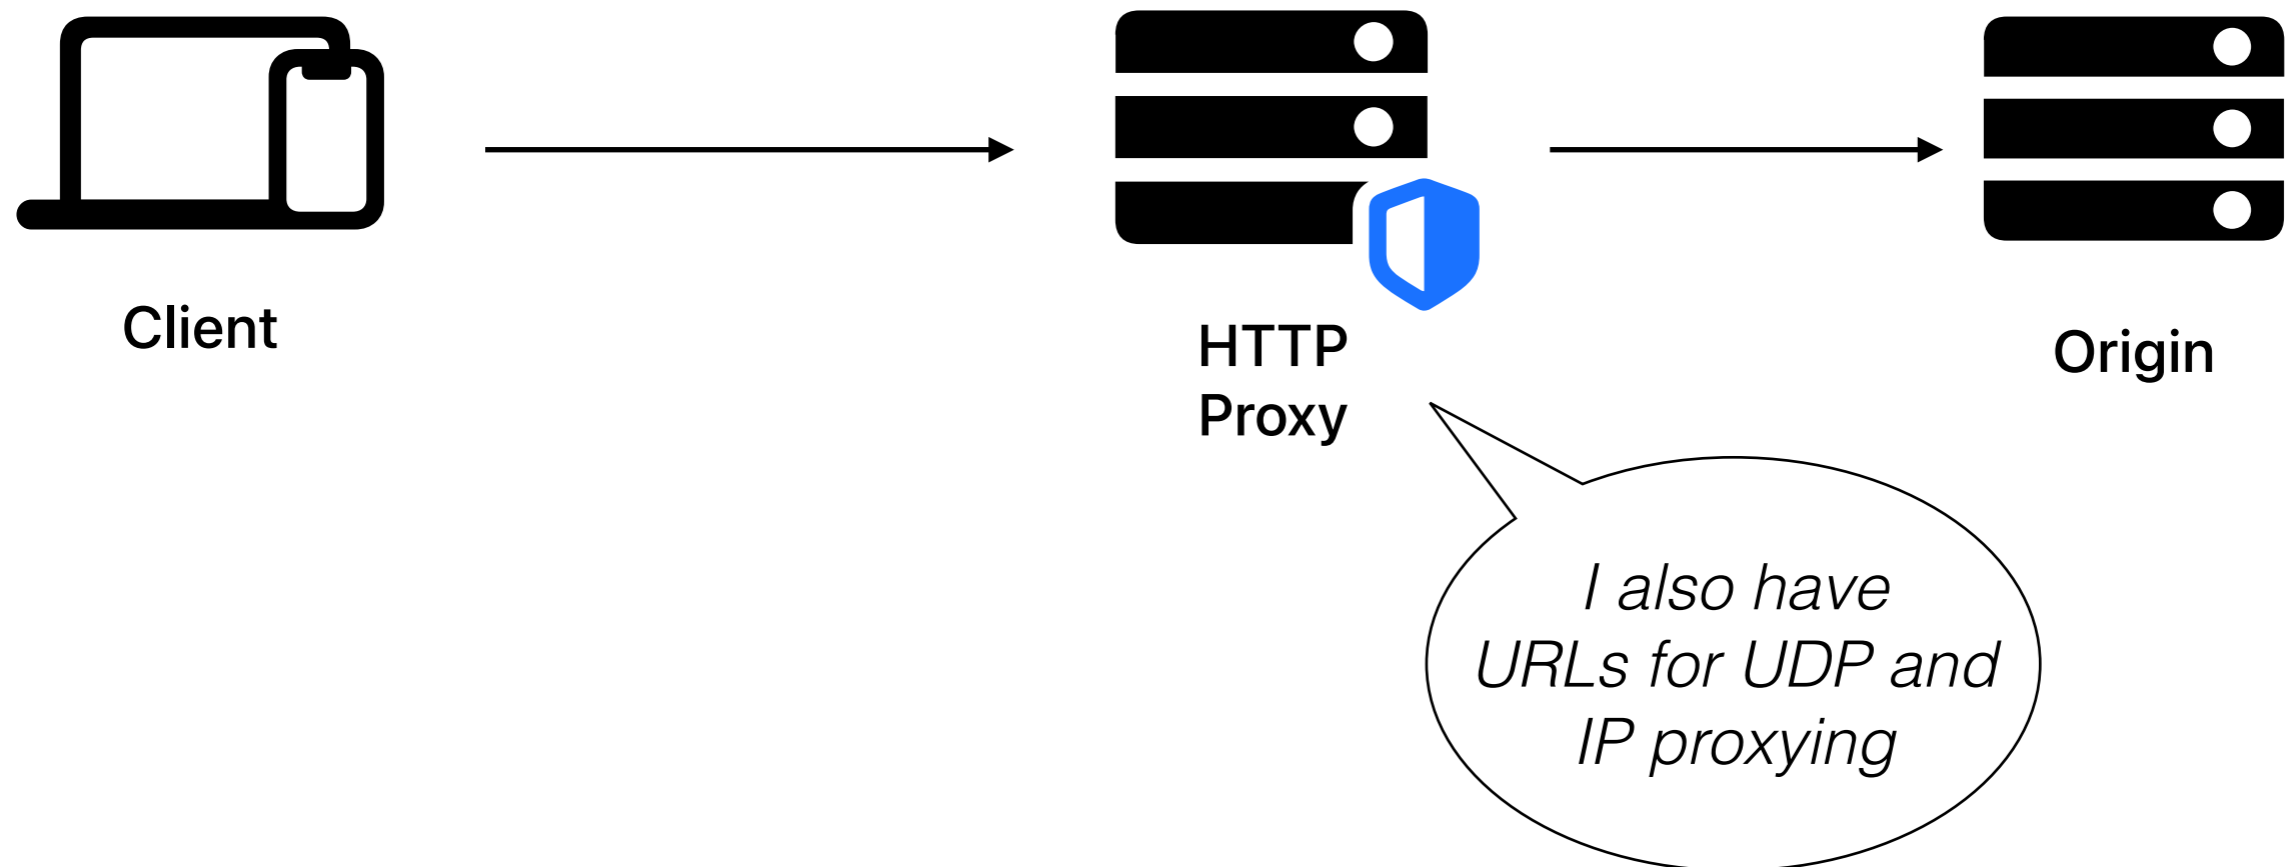 Client
HTTP
Proxy
Origin
I also have
URLs for UDP and
IP proxying